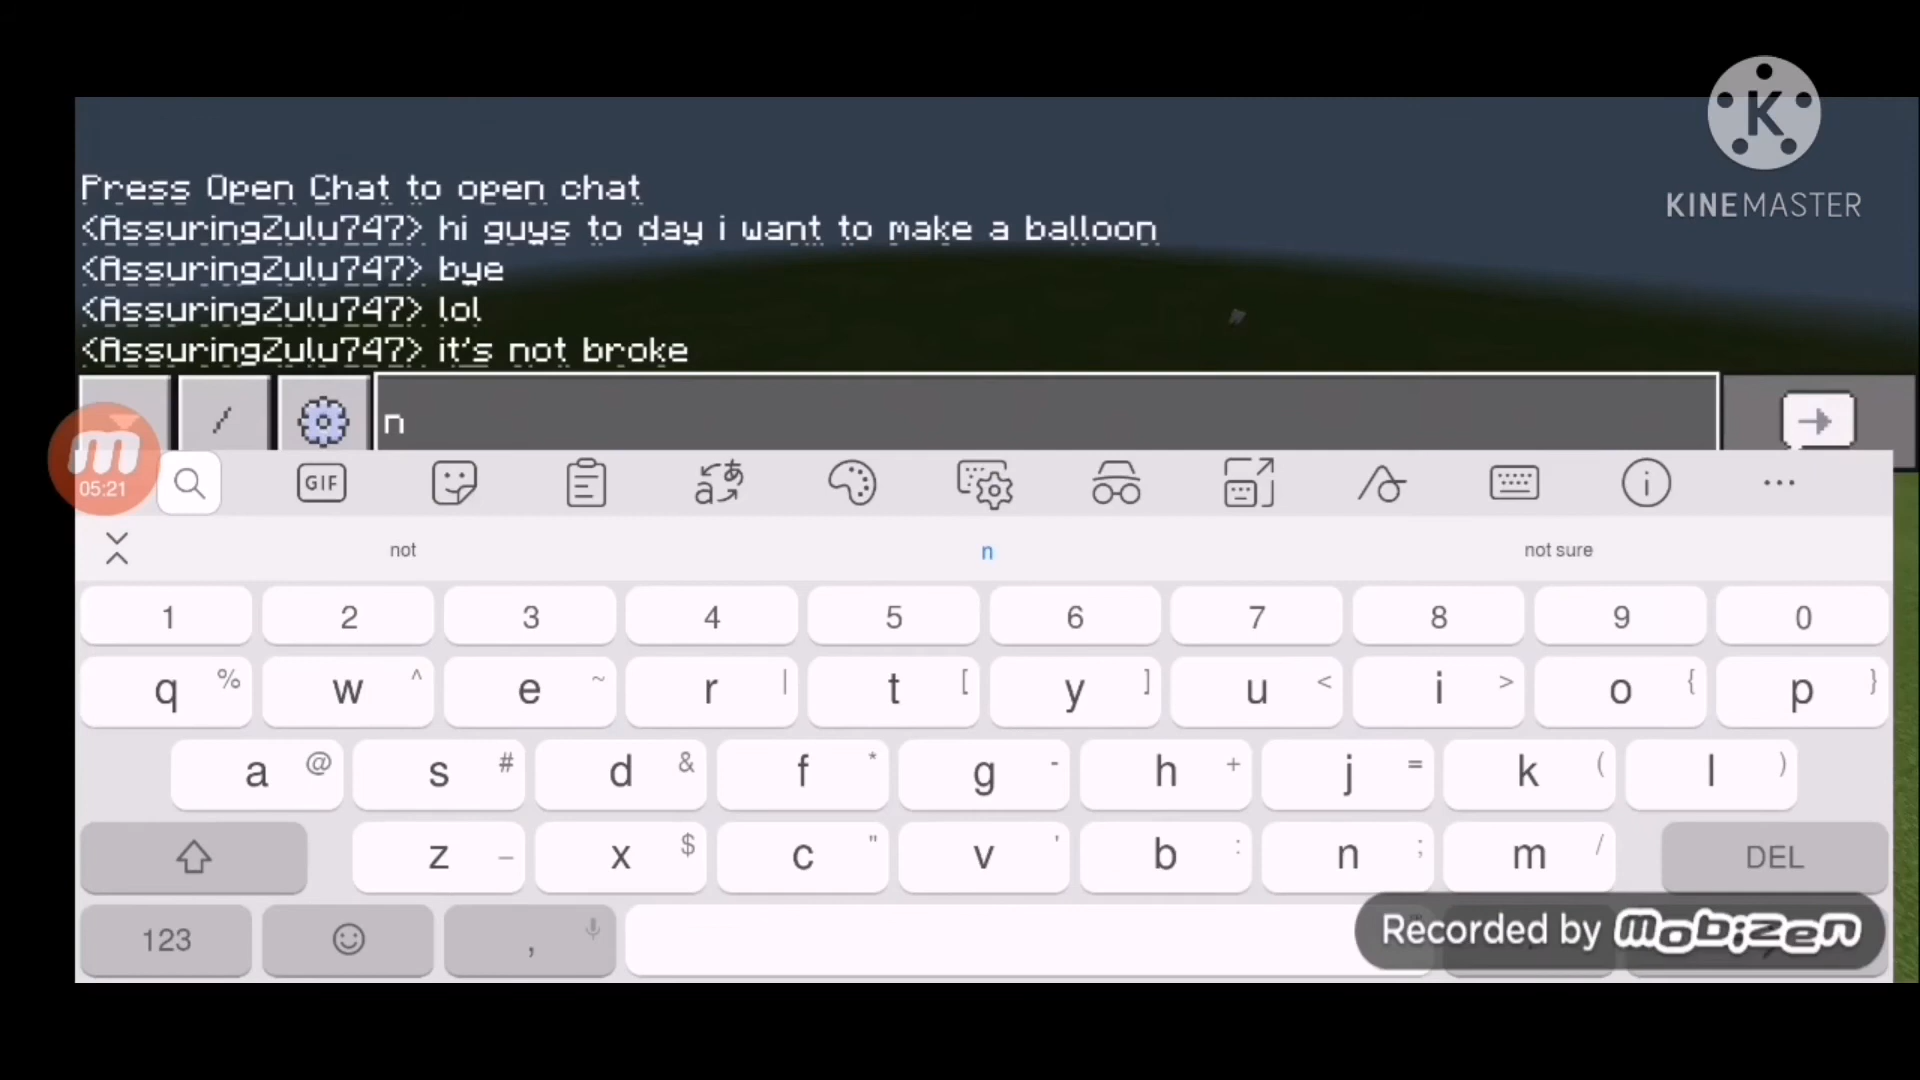 K
KINEMASTER
Press Open Chat to open chat
<AssuringZulu747> hi guys to day i want to make a balloon
<AssuringZulu747> bye
<AssuringZulu747> lol
<AssuringZulu747> it's not broke
/ n
m
05:21
GIF a あ
not n not sure
1 2 3 4 5 6 7 8 9 0
q % w ^ e ~ r | t [ y ] u < i > o { p }
a @ s # d & f * g - h + j = k ( l )
z _ x $ c " v ' b : n ; m / DEL
123 ,
Recorded by mobizen